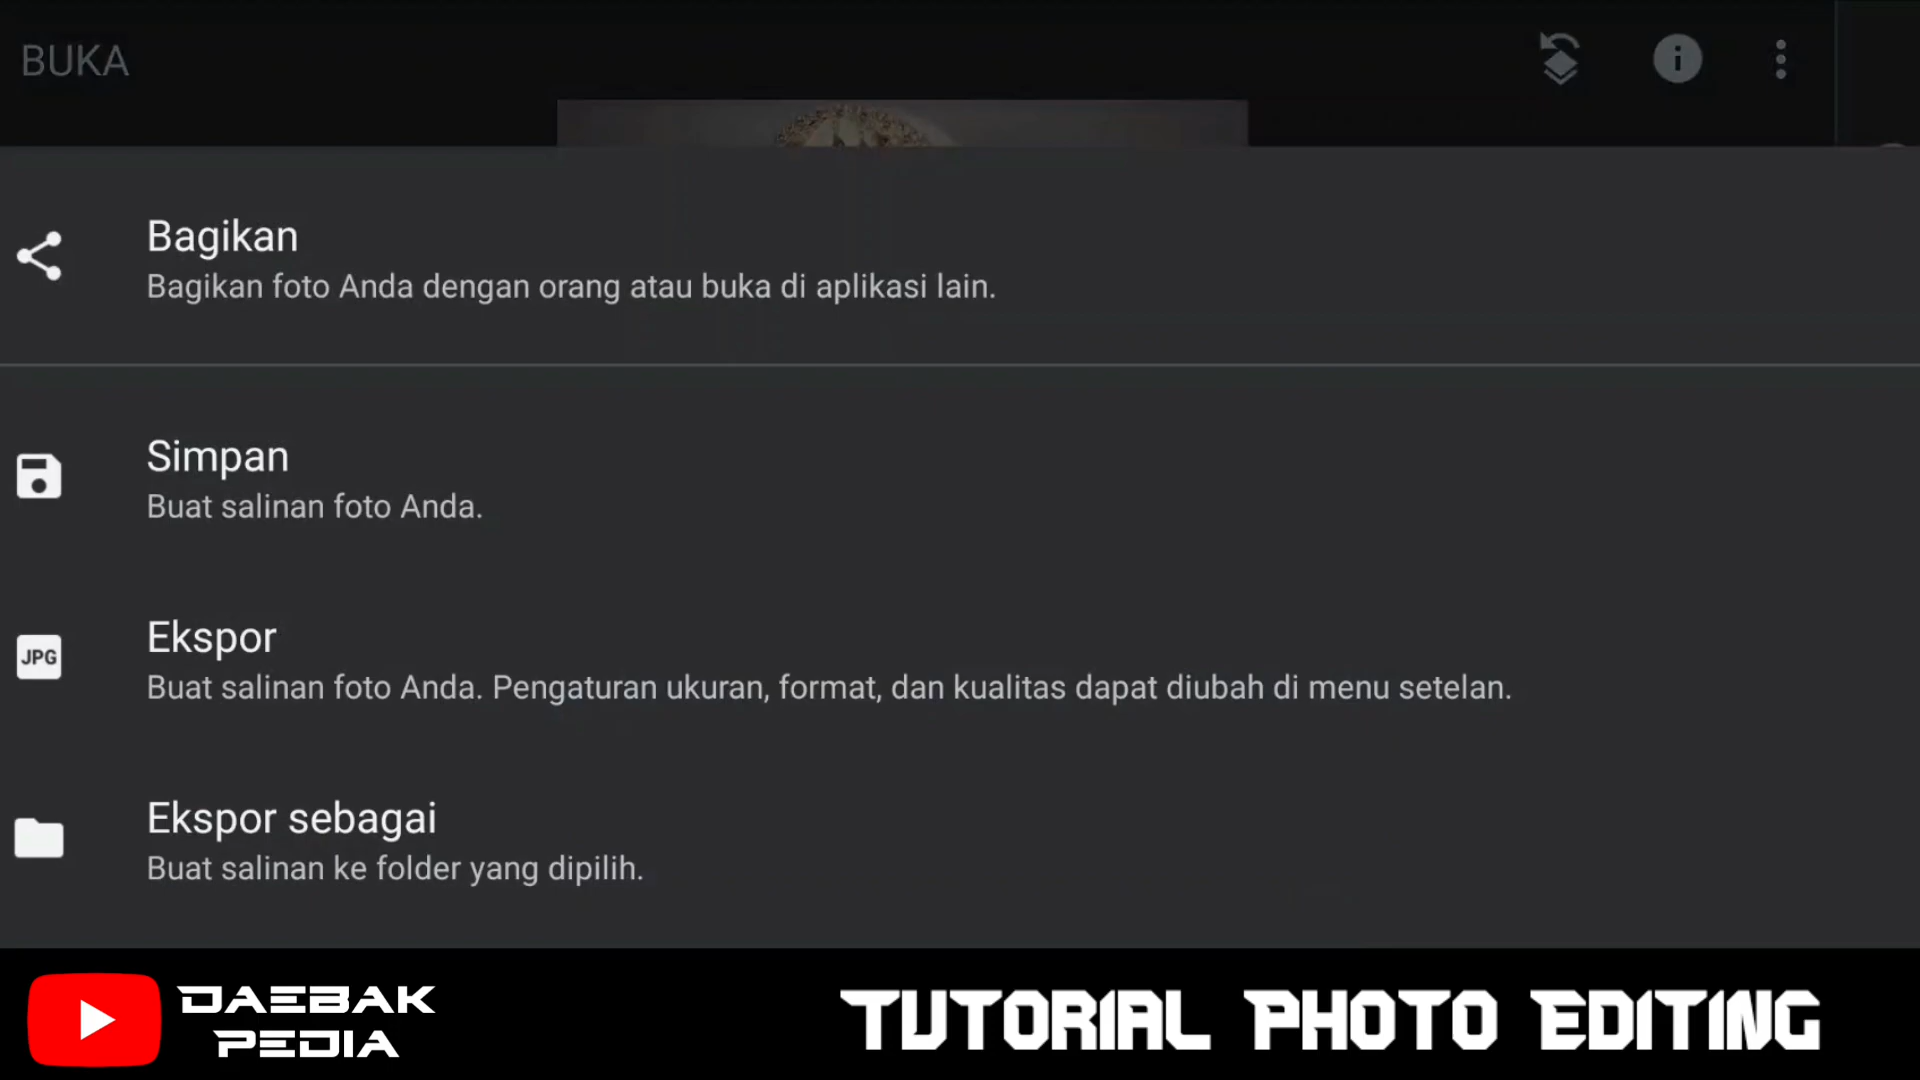 BUKA
Bagikan
Bagikan foto Anda dengan orang atau buka di aplikasi lain.
Simpan
Buat salinan foto Anda.
JPG
Ekspor
Buat salinan foto Anda. Pengaturan ukuran, format, dan kualitas dapat diubah di menu setelan.
Ekspor sebagai
Buat salinan ke folder yang dipilih.
DAEBAK
PEDIA
TUTORIAL PHOTO EDITING